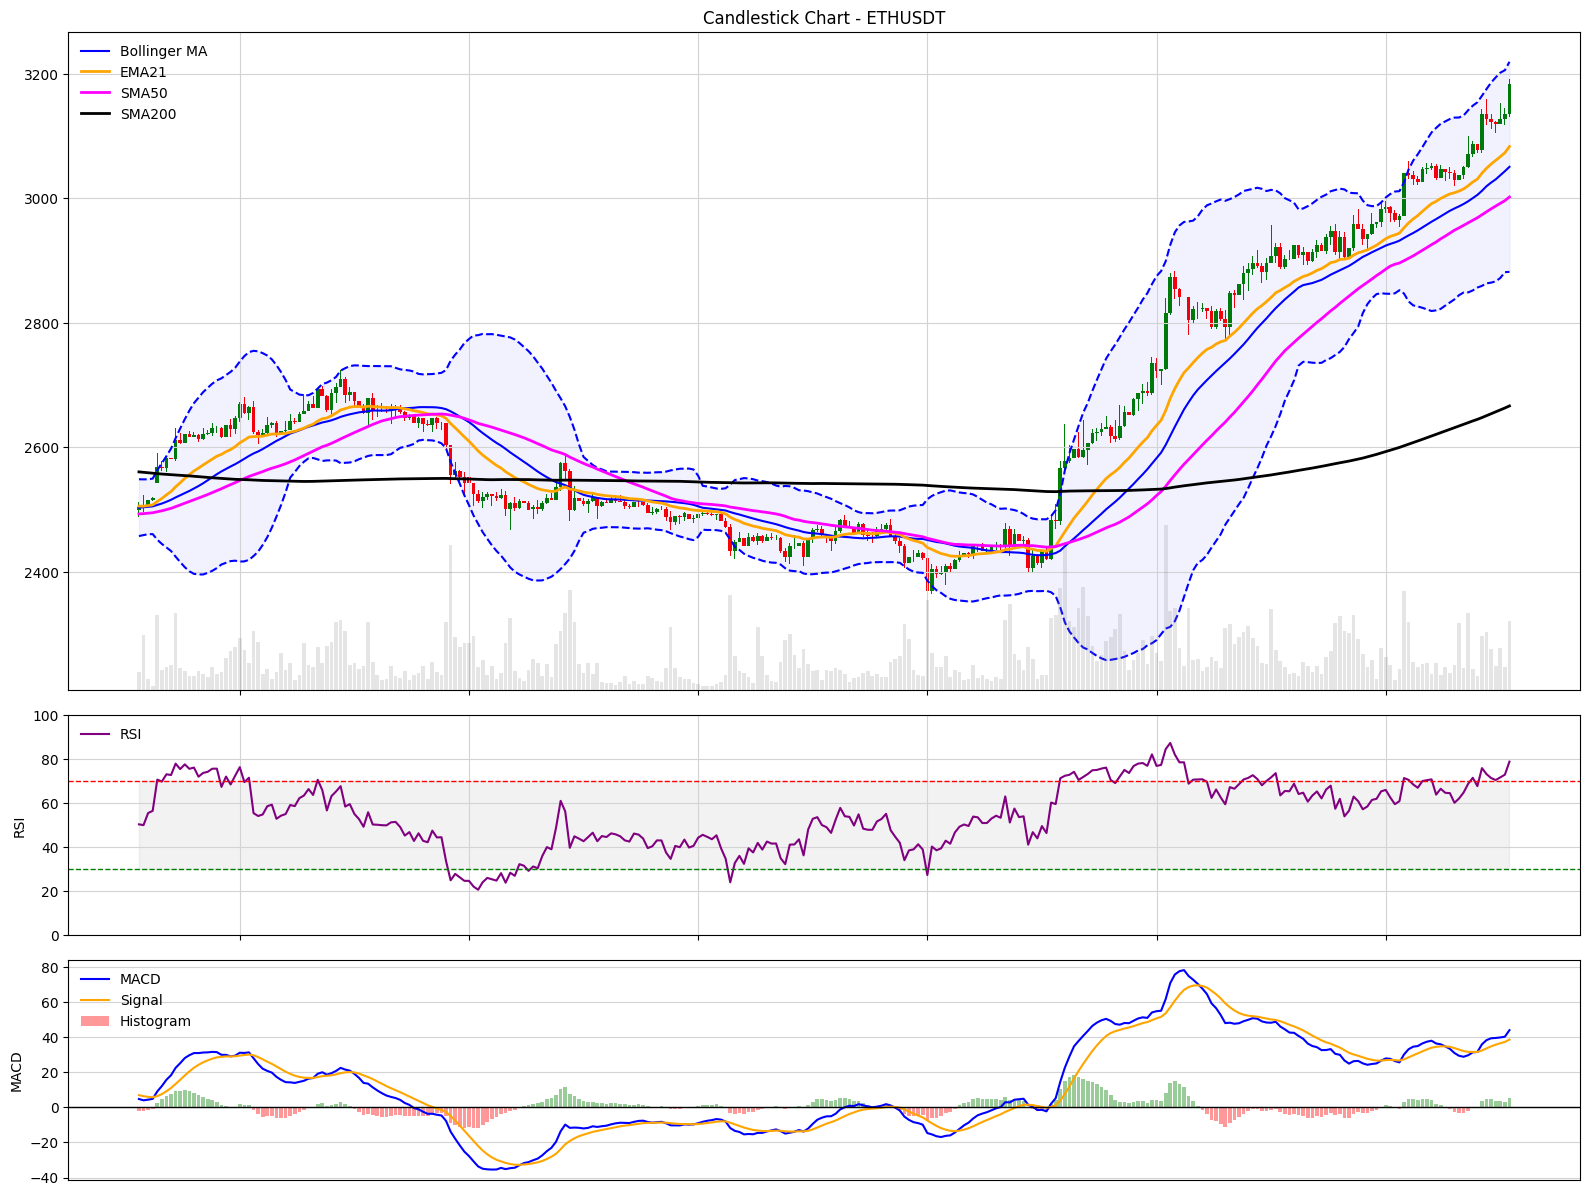 Candlestick Chart - ETHUSDT
Bollinger MA
EMA21
SMA50
SMA200
3200
3000
2800
2600
2400
RSI
100
80
60
40
20
0
RSI
MACD
Signal
Histogram
80
60
40
20
0
−20
−40
MACD